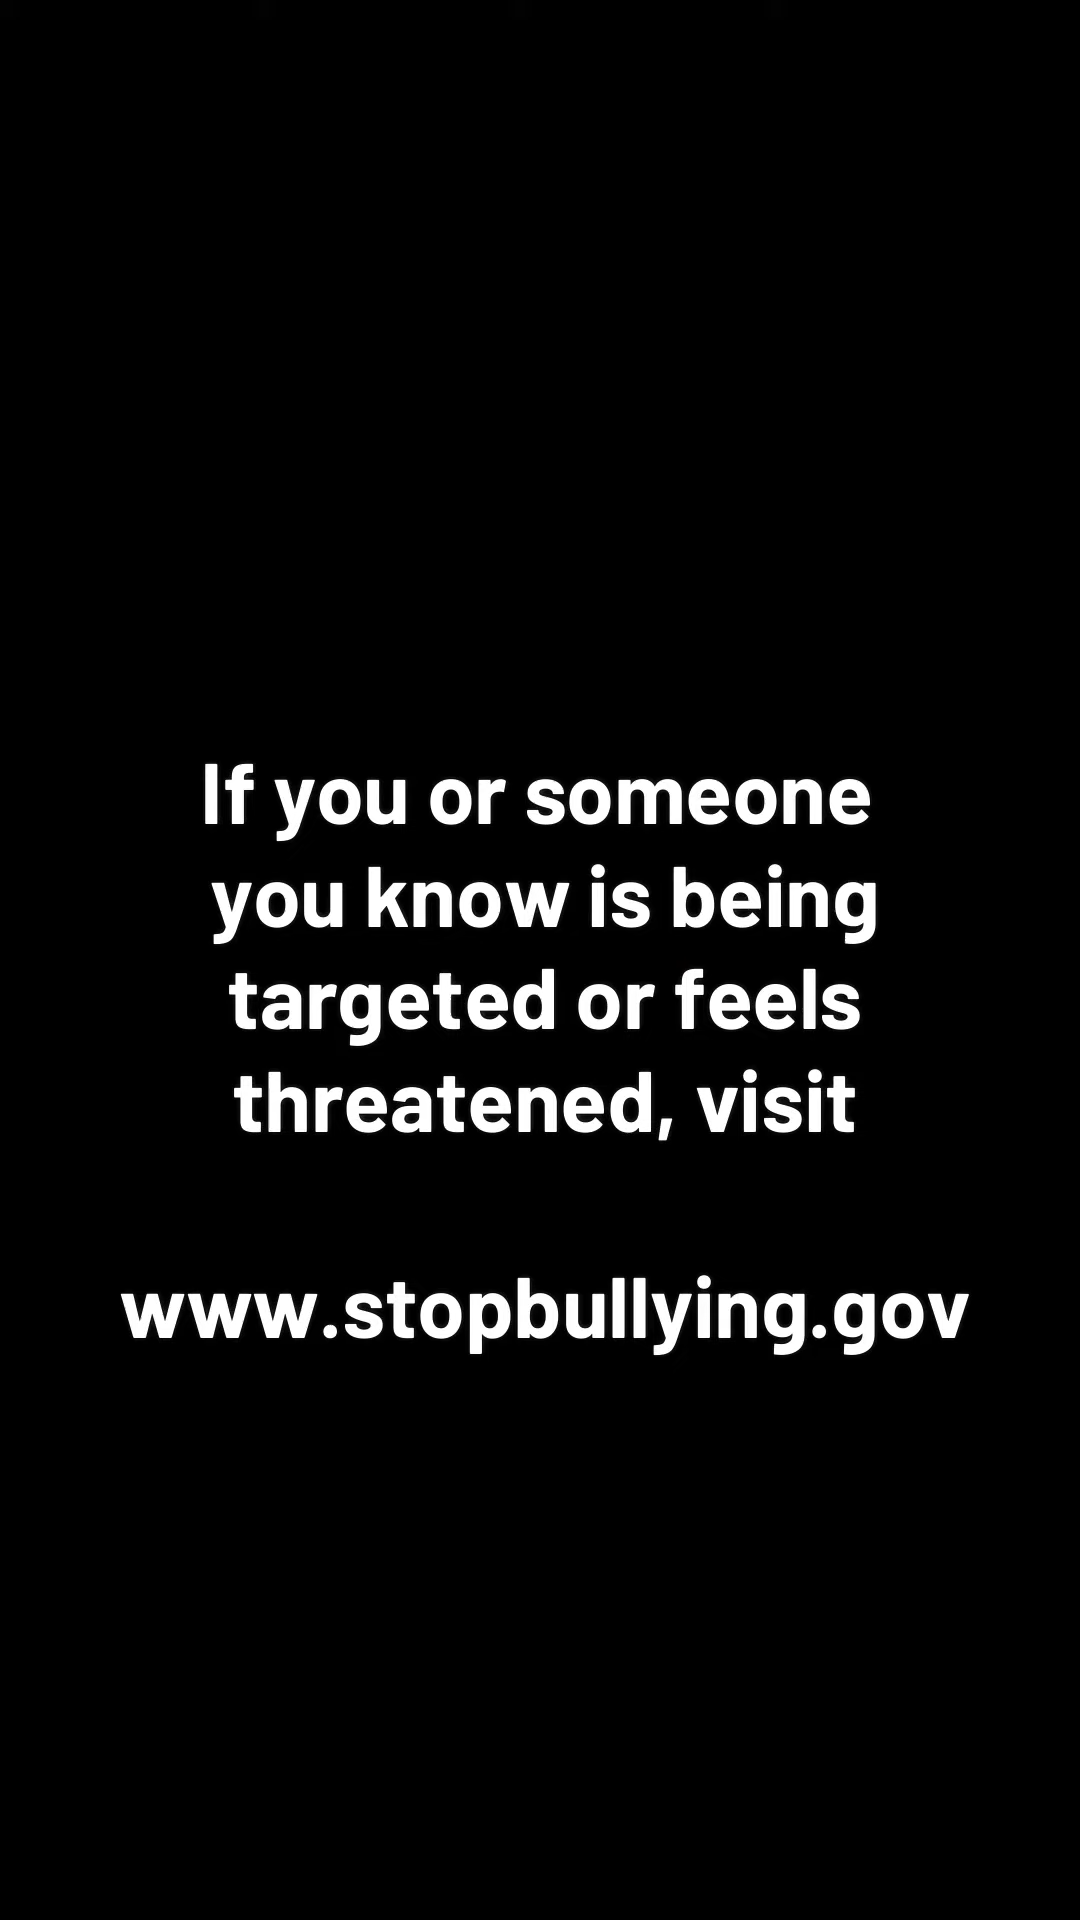 If you or someone
you know is being
targeted or feels
threatened, visit
www.stopbullying.gov